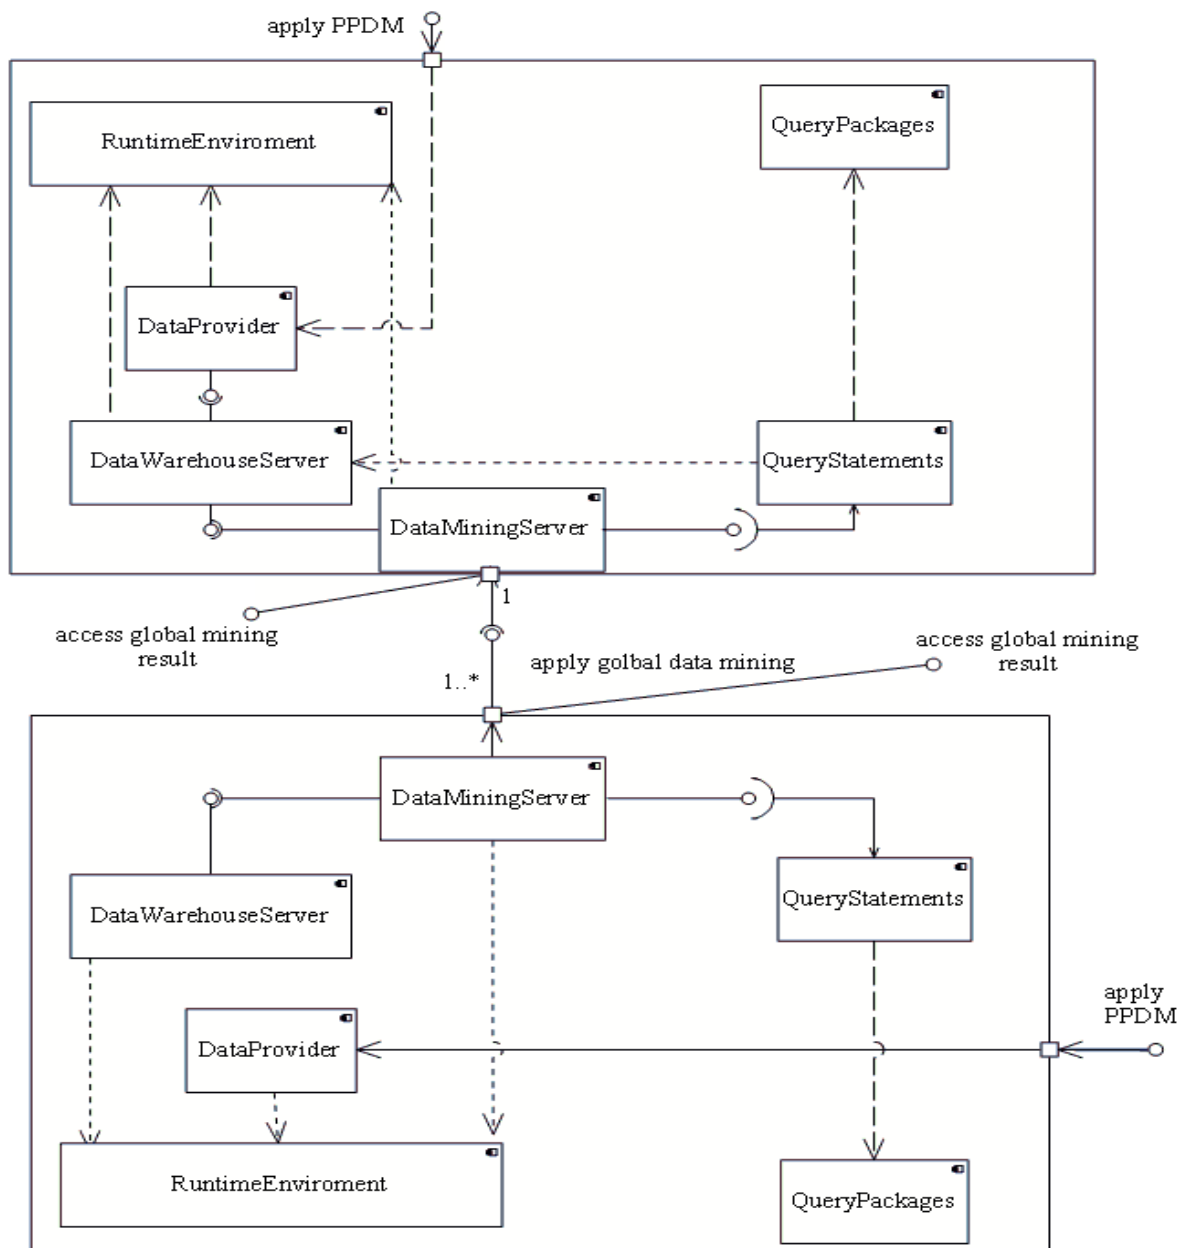 apply PPDM
RuntimeEnviroment
QueryPackages
DataProvider
DataWarehouseServer
QueryStatements
DataMiningServer
1
access global mining
result
apply golbal data mining
access global mining
result
1..*
DataMiningServer
QueryStatements
DataWarehouseServer
apply
PPDM
DataProvider
RuntimeEnviroment
QueryPackages